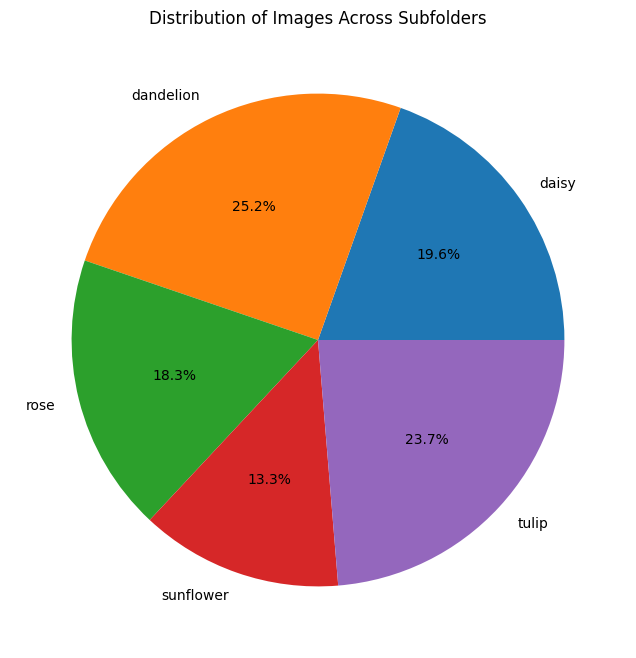 Distribution of Images Across Subfolders
dandelion
daisy
25.2%
19.6%
18.3%
rose
23.7%
13.3%
tulip
sunflower